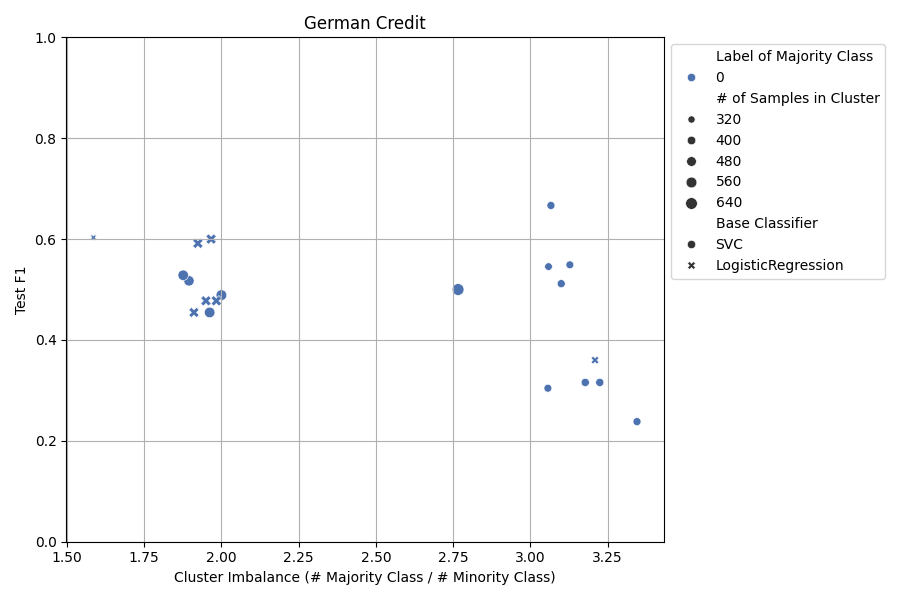 German Credit
Label of Majority Class
0
# of Samples in Cluster
320
400
480
560
640
Base Classifier
SVC
LogisticRegression
1.0
0.8
0.6
0.4
0.2
0.0
Test F1
1.50 1.75 2.00 2.25 2.50 2.75 3.00 3.25
Cluster Imbalance (# Majority Class / # Minority Class)